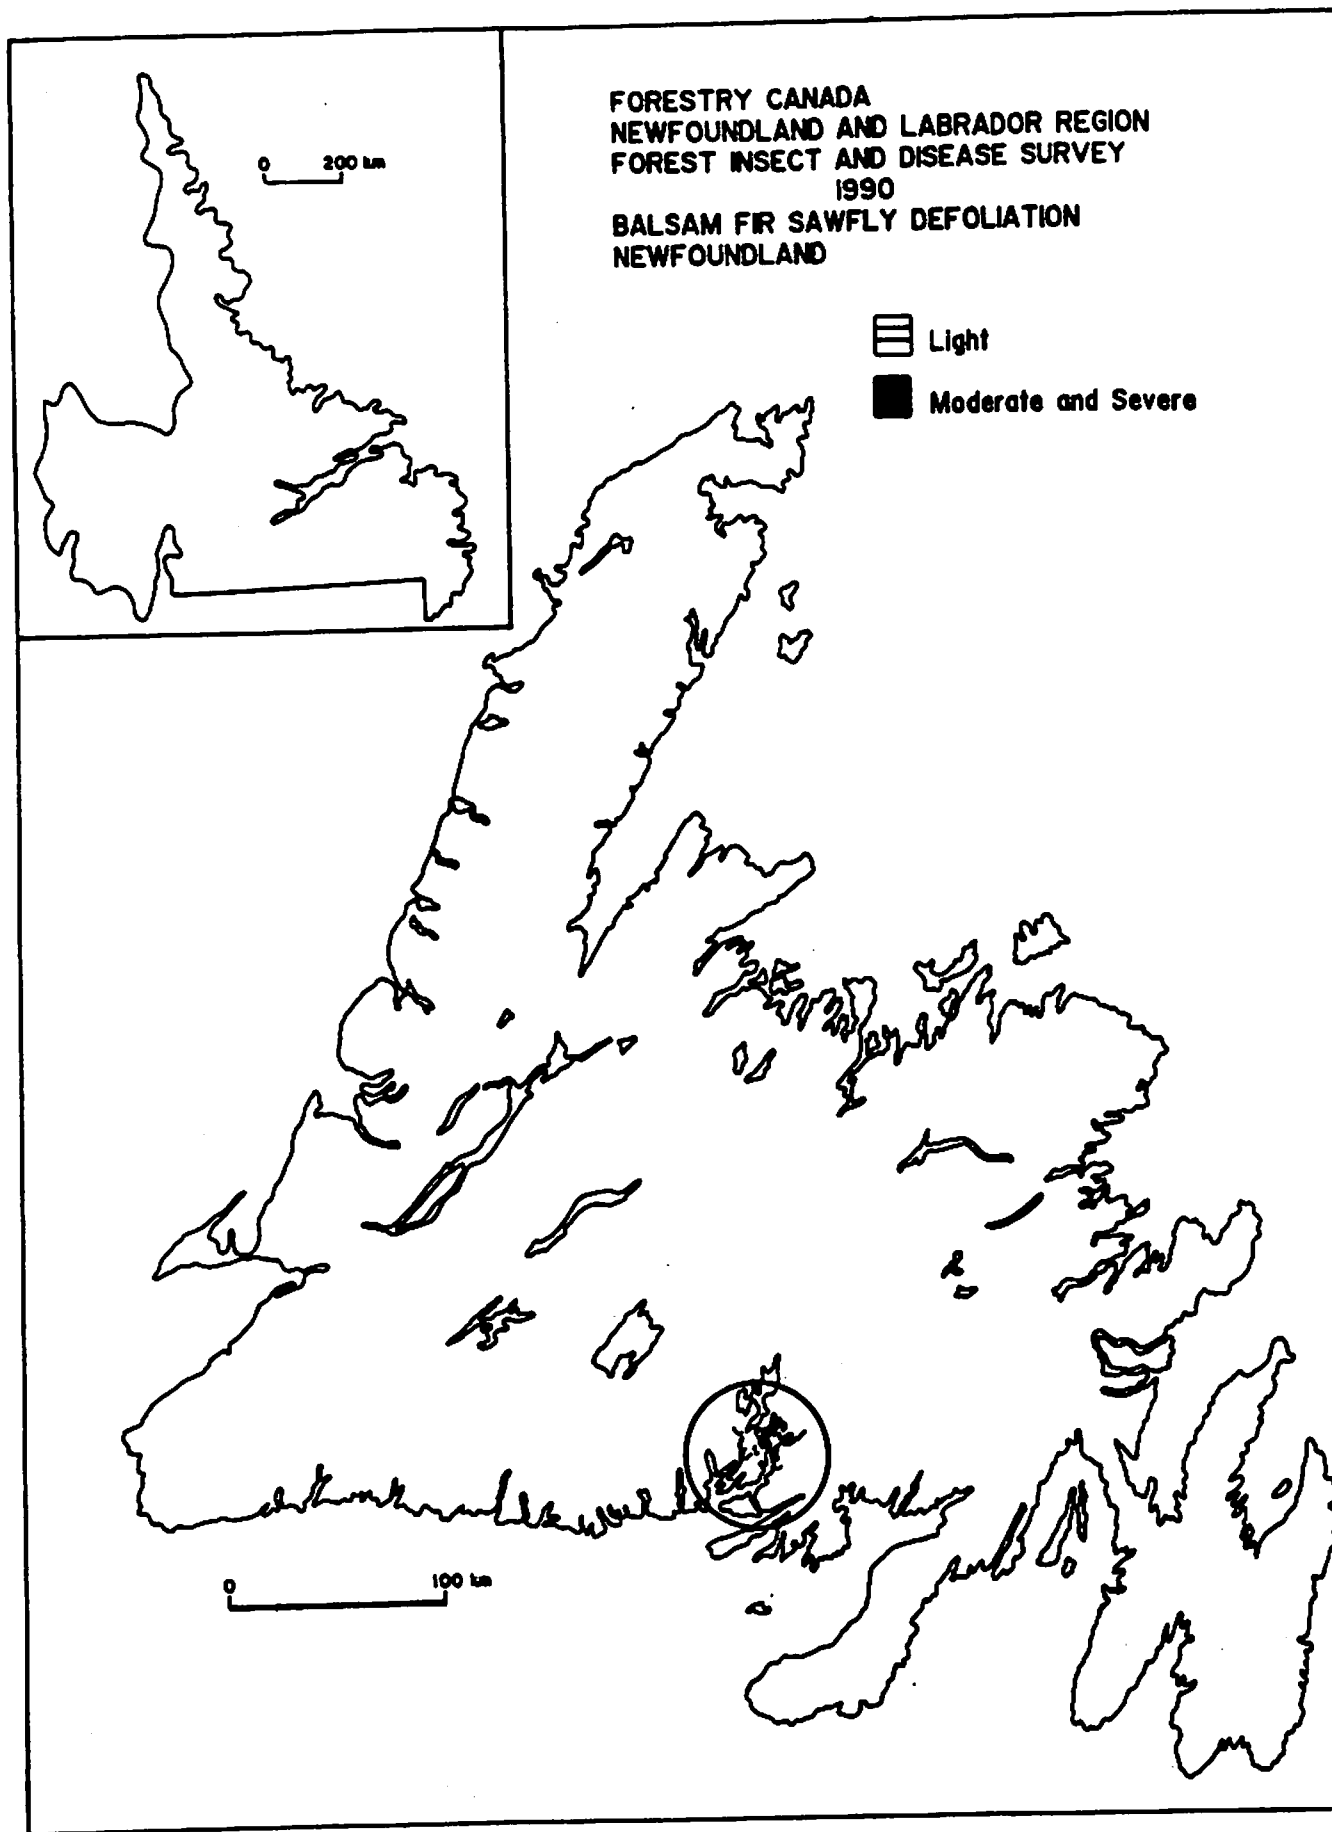 FORESTRY CANADA
NEWFOUNDLAND AND LABRADOR REGION
FOREST INSECT AND DISEASE SURVEY
1990
BALSAM FIR SAWFLY DEFOLIATION
NEWFOUNDLAND
0 200 km
Light
Moderate and Severe
0 100 km